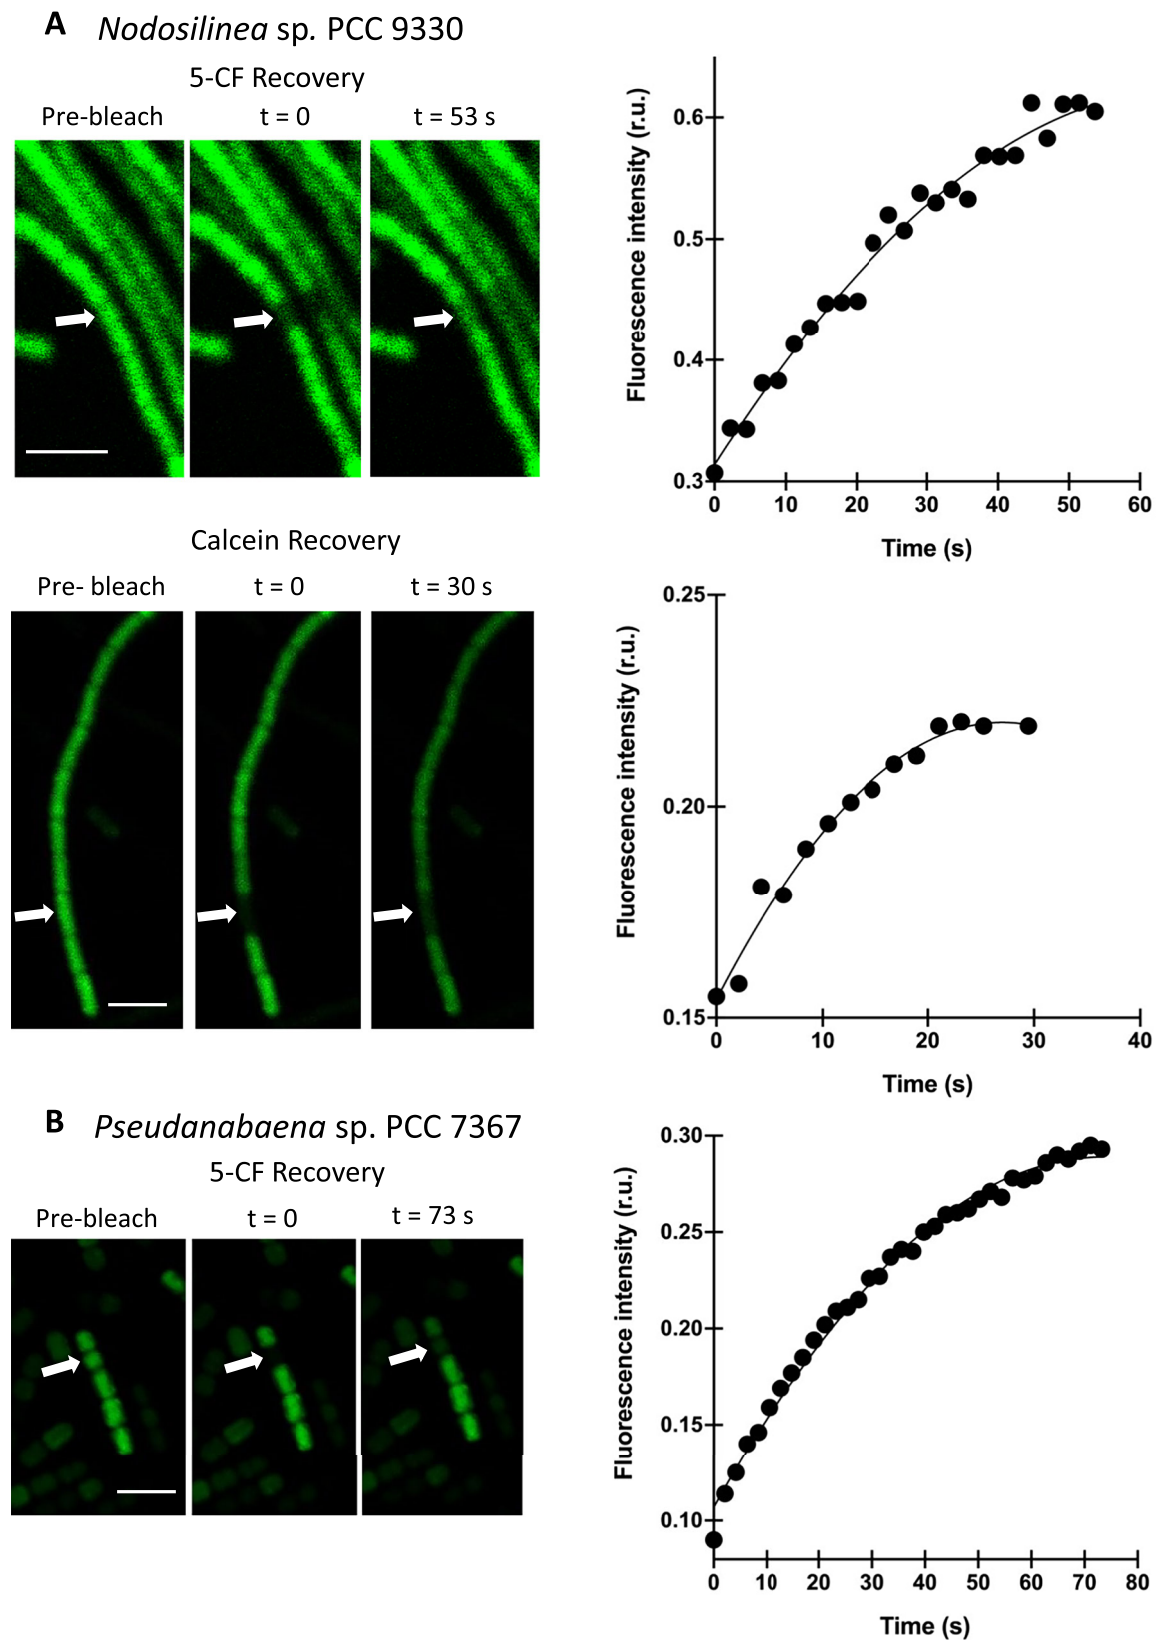 A Nodosilinea sp. PCC 9330
5-CF Recovery
Pre-bleach t = 0 t = 53 s
Fluorescence intensity (r.u.)
0.6
0.5
0.4
0.3
0 10 20 30 40 50 60
Time (s)
Calcein Recovery
Pre- bleach t = 0 t = 30 s
Fluorescence intensity (r.u.)
0.25
0.20
0.15
0 10 20 30 40
Time (s)
B Pseudanabaena sp. PCC 7367
5-CF Recovery
Pre-bleach t = 0 t = 73 s
Fluorescence intensity (r.u.)
0.30
0.25
0.20
0.15
0.10
0 10 20 30 40 50 60 70 80
Time (s)